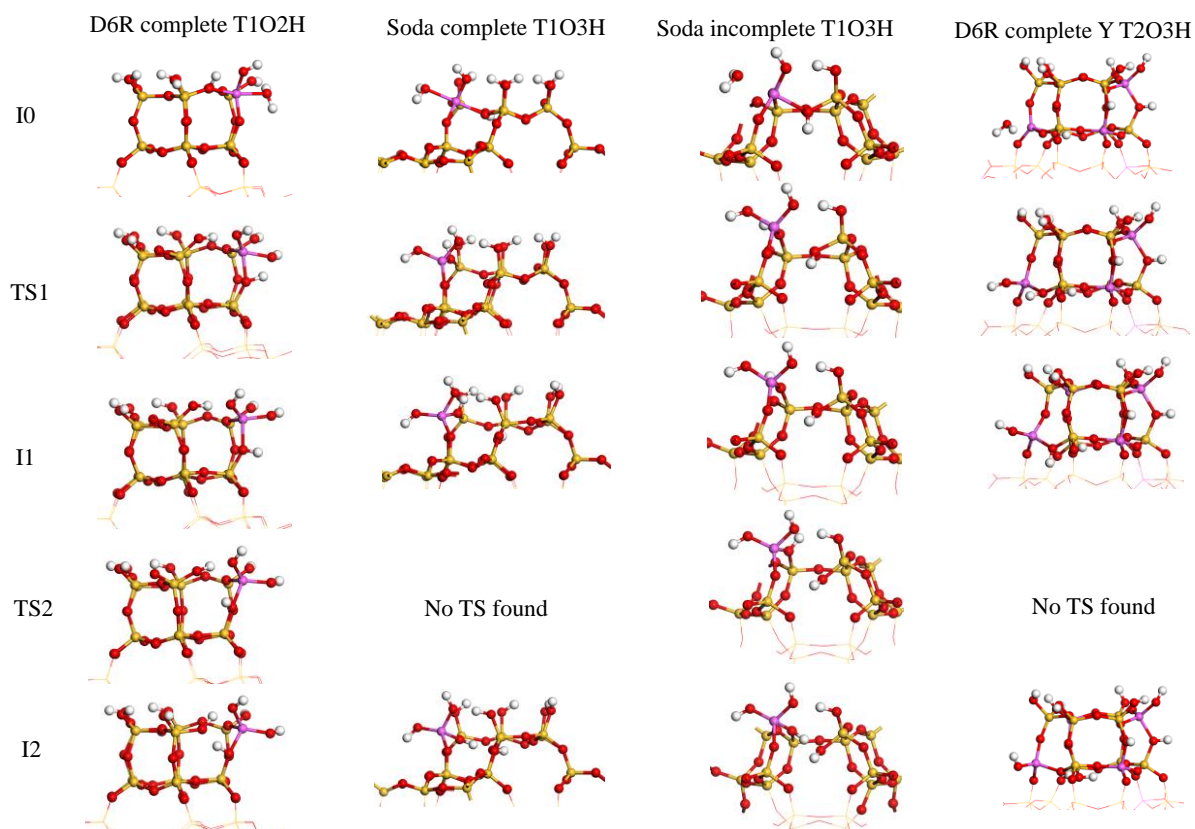 D6R complete T1O2H
Soda complete T1O3H
Soda incomplete T1O3H
D6R complete Y T2O3H
I0
TS1
I1
TS2
No TS found
No TS found
I2